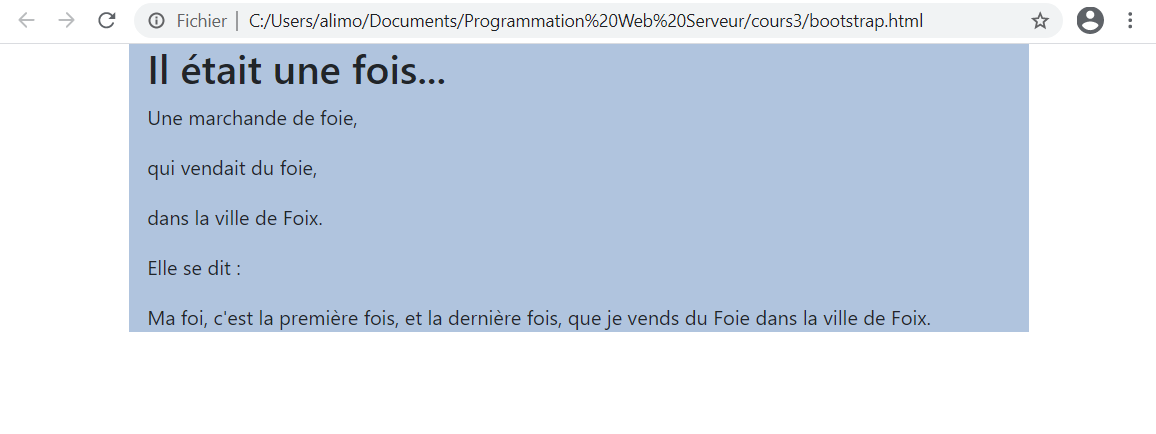 Fichier | C:/Users/alimo/Documents/Programmation%20Web%20Serveur/cours3/bootstrap.html
Il était une fois...
Une marchande de foie,
qui vendait du foie,
dans la ville de Foix.
Elle se dit :
Ma foi, c'est la première fois, et la dernière fois, que je vends du Foie dans la ville de Foix.